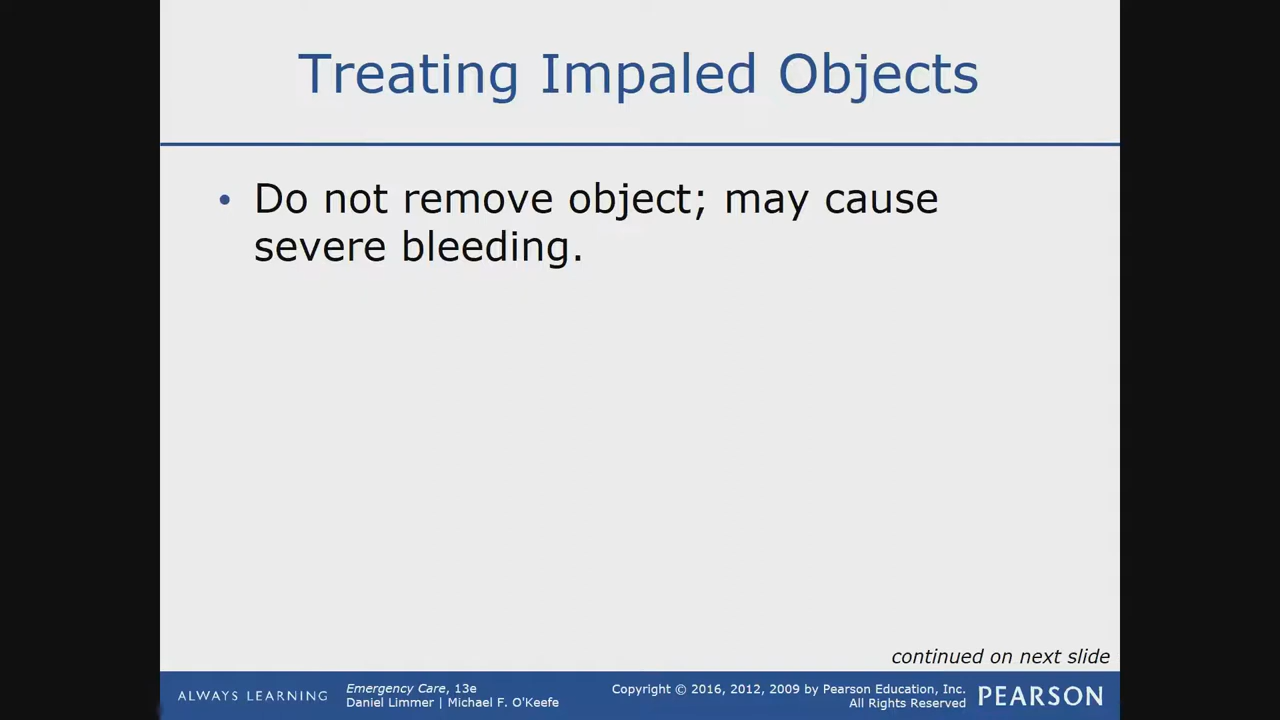 Treating Impaled Objects
• Do not remove object; may cause
severe bleeding.
continued on next slide
ALWAYS LEARNING
Emergency Care, 13e
Daniel Limmer | Michael F. O'Keefe
Copyright © 2016, 2012, 2009 by Pearson Education, Inc.
All Rights Reserved
PEARSON